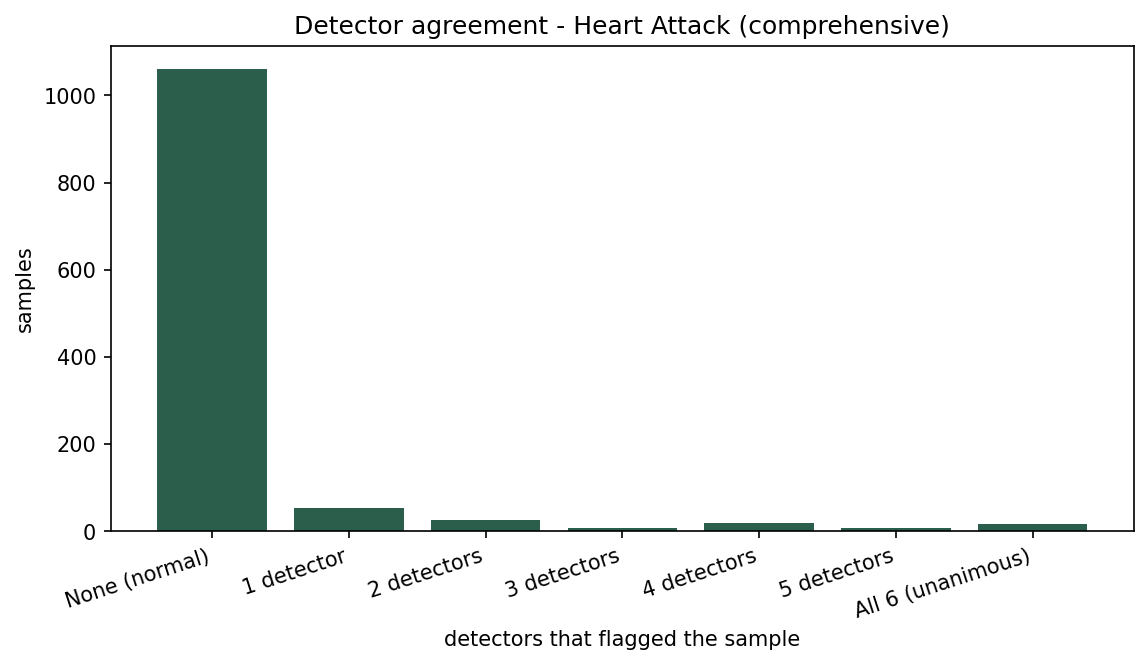 Detector agreement - Heart Attack (comprehensive)
1000
800
600
400
200
0
samples
None (normal)
1 detector
2 detectors
3 detectors
4 detectors
5 detectors
All 6 (unanimous)
detectors that flagged the sample